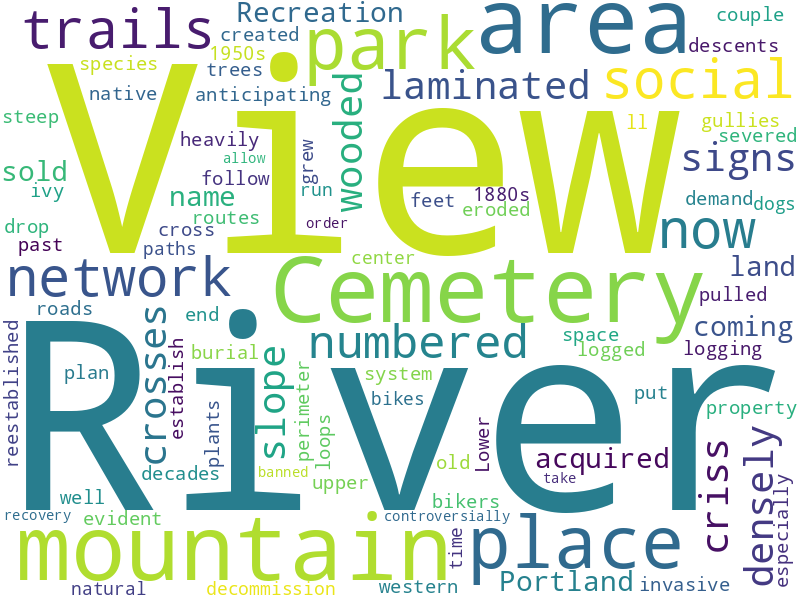 Recreation
couple
trails
created
area
park
1950s
descents
species
trees
social
native
anticipating
laminated
wooded
View
steep
ll
gullies
heavily
severed
signs
allow
grew
sold
follow
name
ivy
run
feet
1880s
demand
dogs
eroded
routes
order
drop
cross
now
past
paths
center
network
Cemetery
land
pulled
roads
crosses
end
coming
establish
numbered
space
reestablished
burial
slope
logged
logging
River
plan
system
perimeter
put
bikes
plants
loops
property
Lower
criss
densely
decades
banned
old
acquired
take
especially
well
upper
bikers
recovery
evident
controversially
mountain
place
time
natural
decommission
western
Portland
invasive